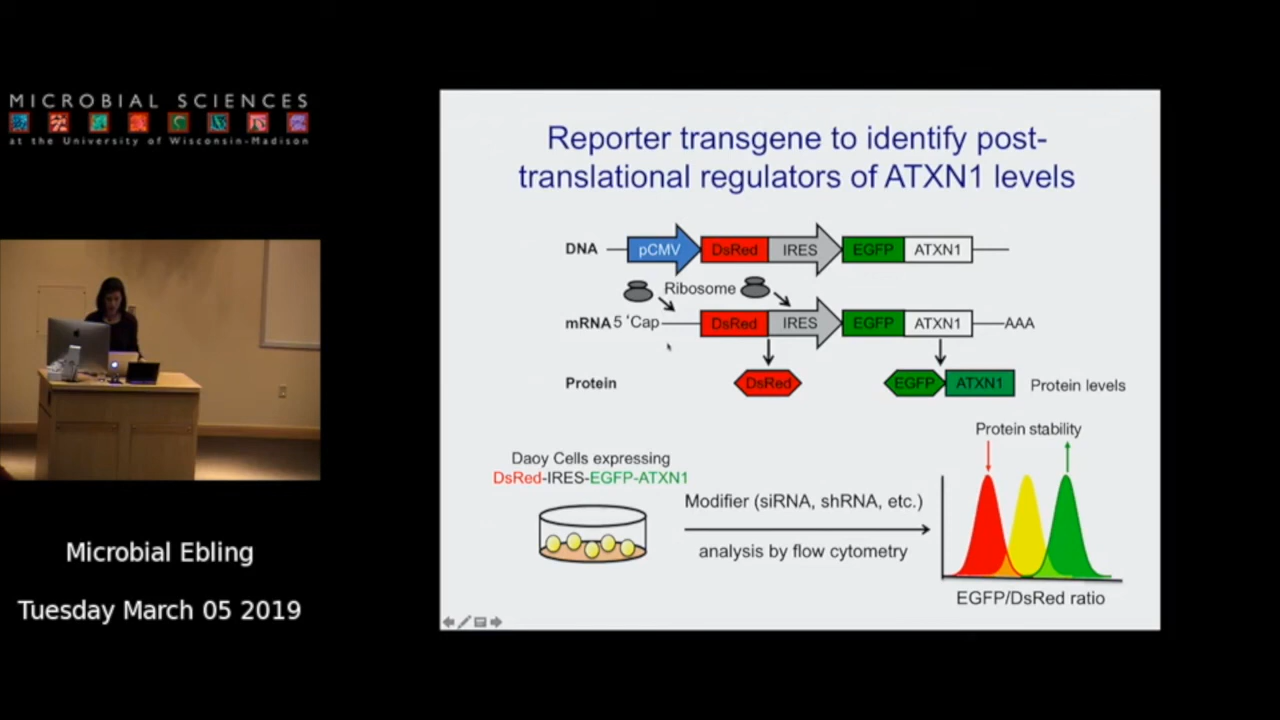 MICROBIAL SCIENCES
at the University of Wisconsin-Madison
Microbial Ebling
Tuesday March 05 2019
Reporter transgene to identify post-
translational regulators of ATXN1 levels
DNA pCMV DsRed IRES EGFP ATXN1
Ribosome
mRNA 5 'Cap DsRed IRES EGFP ATXN1 AAA
Protein DsRed EGFP ATXN1 Protein levels
Protein stability
Daoy Cells expressing
DsRed-IRES-EGFP-ATXN1
Modifier (siRNA, shRNA, etc.)
analysis by flow cytometry
EGFP/DsRed ratio